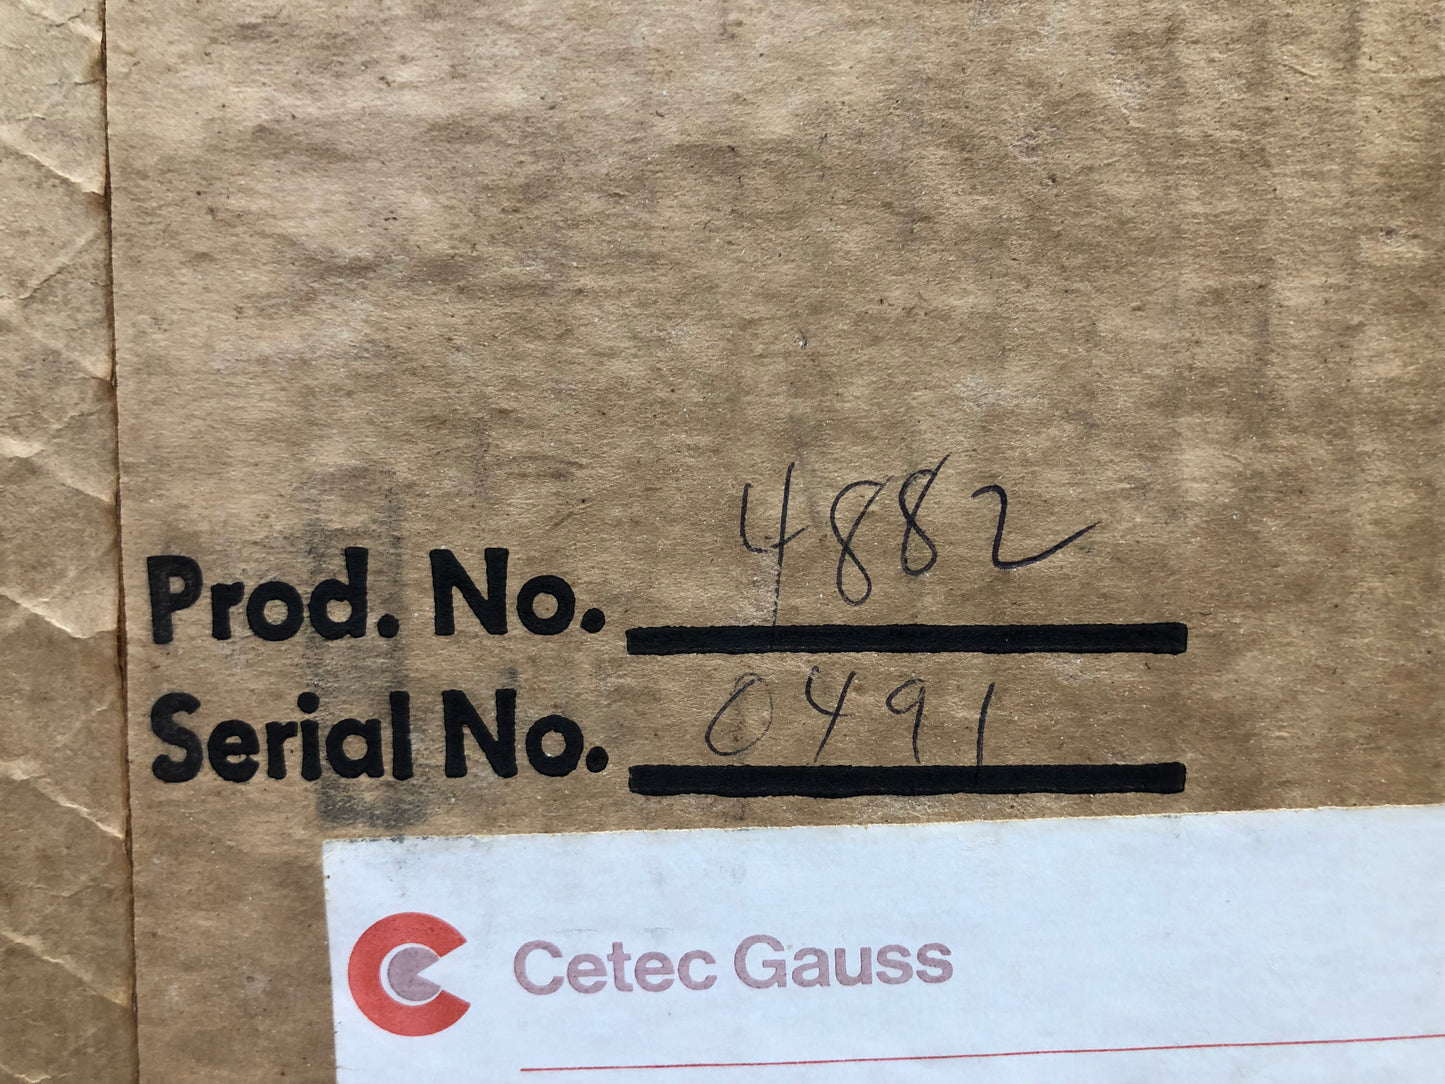 Prod. No. 4882
Serial No. 0491
Cetec Gauss